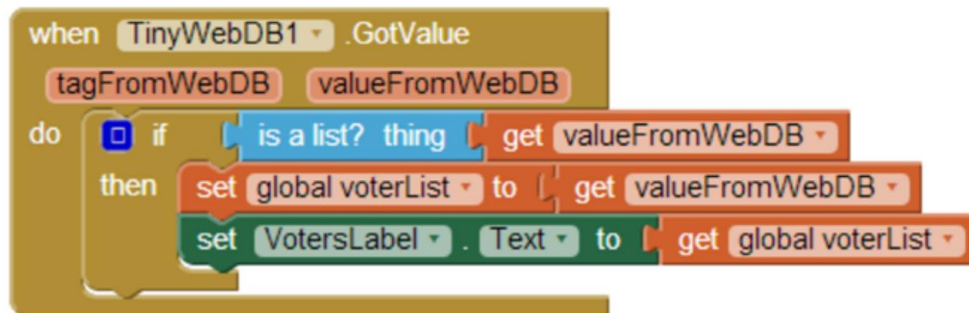 when TinyWebDB1 .GotValue
tagFromWebDB valueFromWebDB
do if is a list? thing get valueFromWebDB
then set global voterList to get valueFromWebDB
set VotersLabel . Text to get global voterList